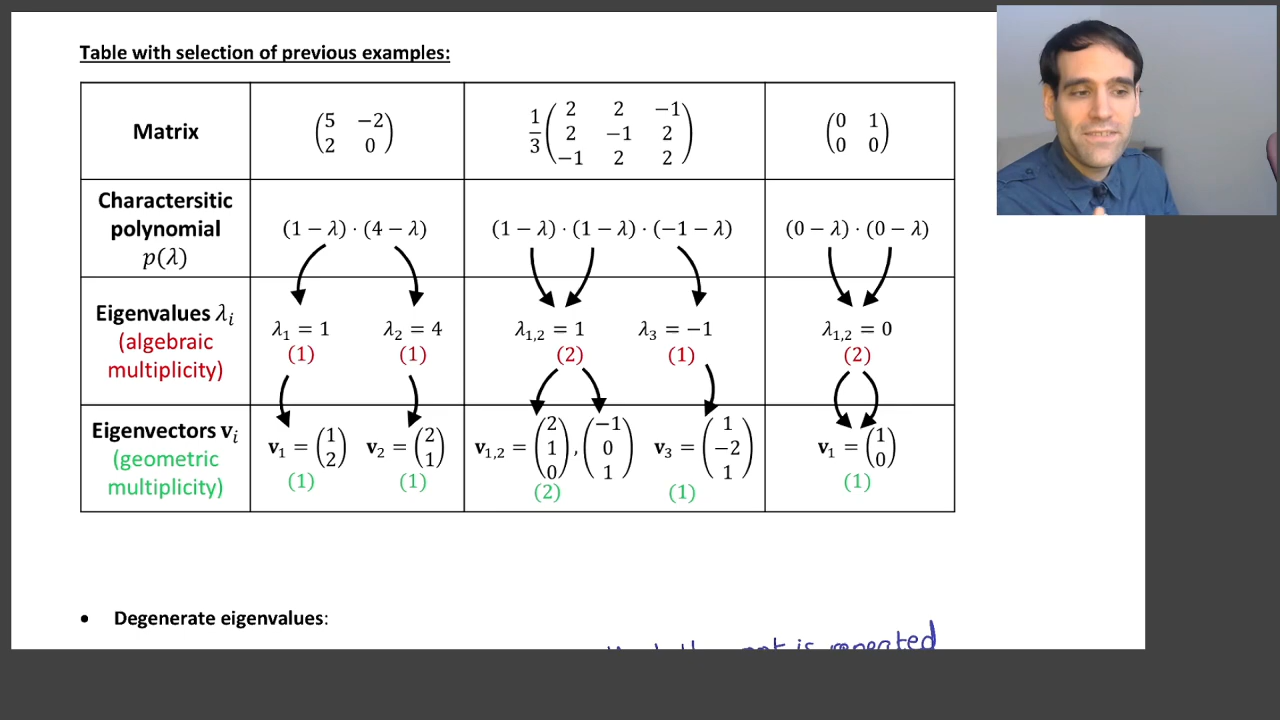 Table with selection of previous examples:
Matrix
(5 −2
2 0)
1/3 (2 2 −1
2 −1 2
−1 2 2)
(0 1
0 0)
Charactersitic
polynomial
p(λ)
(1 − λ) · (4 − λ)
(1 − λ) · (1 − λ) · (−1 − λ)
(0 − λ) · (0 − λ)
Eigenvalues λᵢ
(algebraic
multiplicity)
λ₁ = 1
(1)
λ₂ = 4
(1)
λ₁,₂ = 1
(2)
λ₃ = −1
(1)
λ₁,₂ = 0
(2)
Eigenvectors vᵢ
(geometric
multiplicity)
v₁ = (1
2)
(1)
v₂ = (2
1)
(1)
v₁,₂ = (2
1
0), (−1
0
1)
(2)
v₃ = (1
−2
1)
(1)
v₁ = (1
0)
(1)
• Degenerate eigenvalues:
is repeated